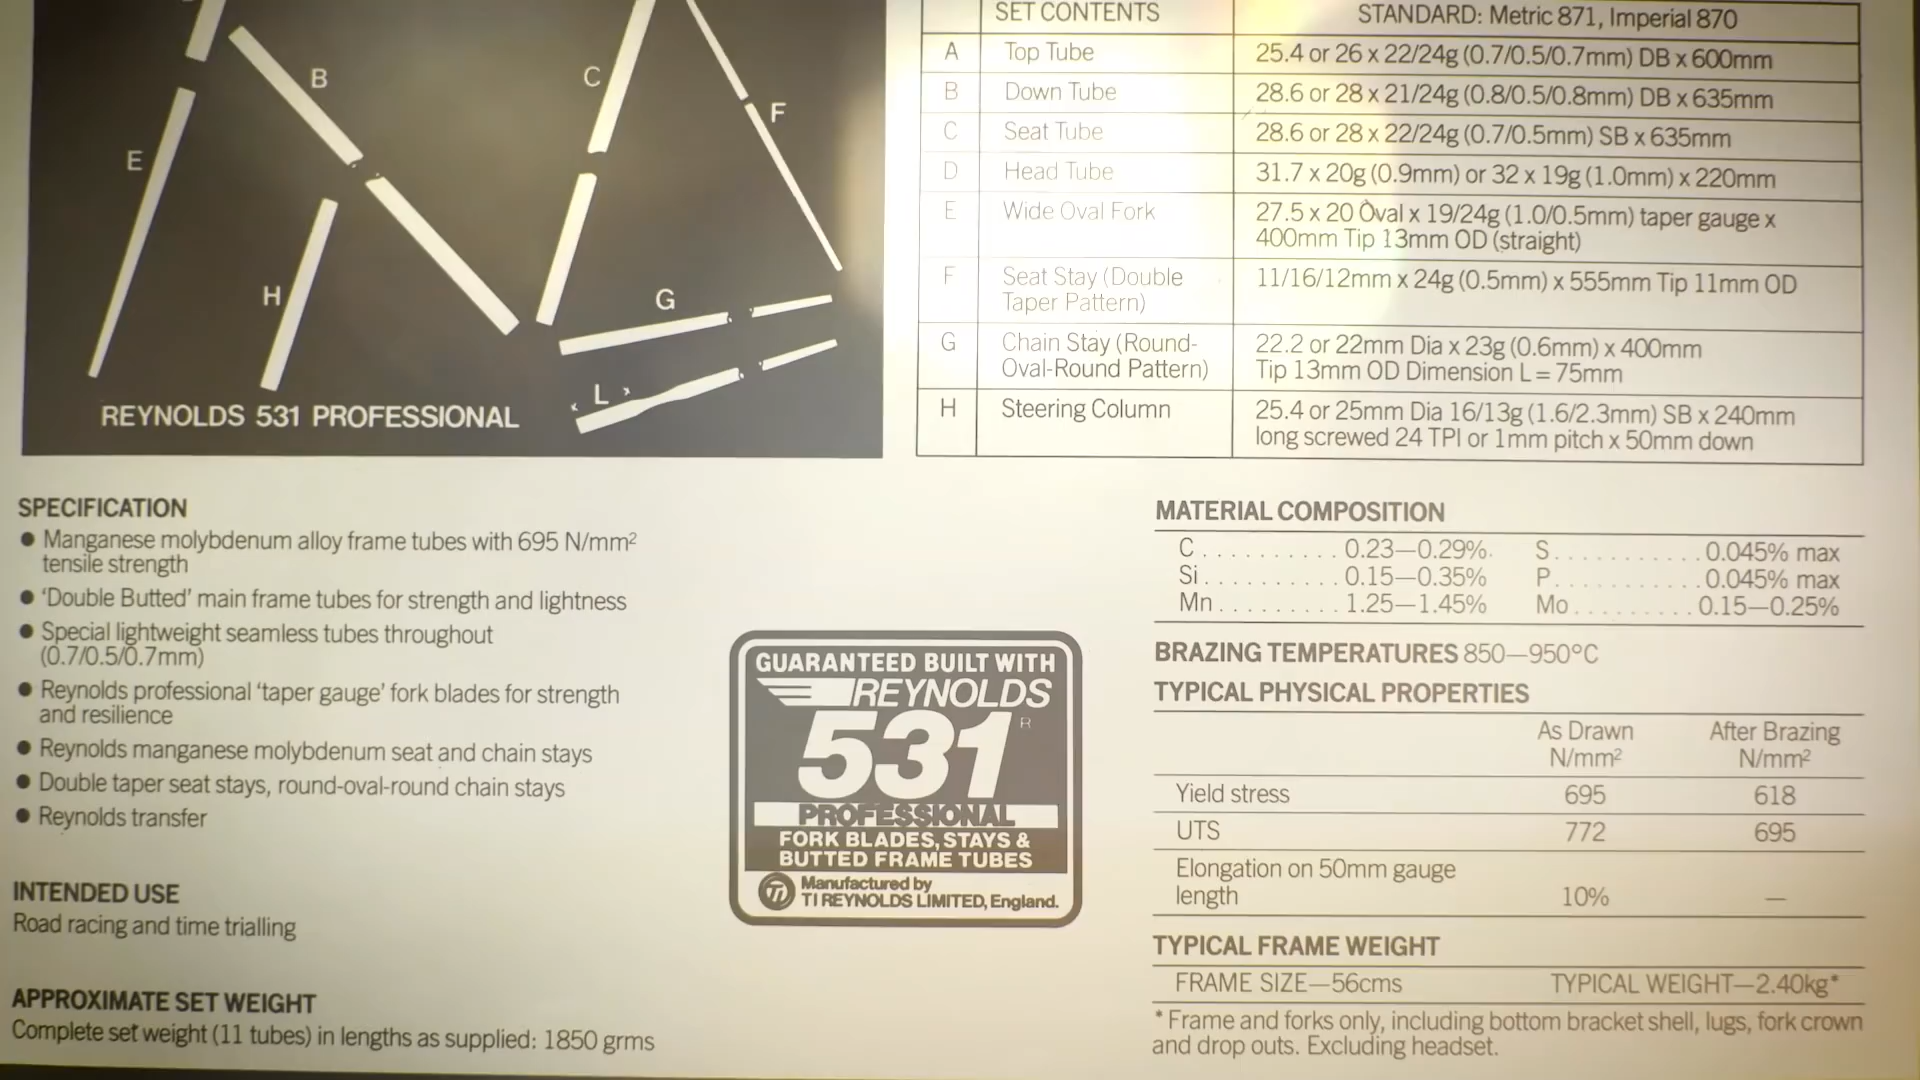 B
C
F
E
H
G
L
REYNOLDS 531 PROFESSIONAL
SET CONTENTS STANDARD: Metric 871, Imperial 870
A Top Tube 25.4 or 26 x 22/24g (0.7/0.5/0.7mm) DB x 600mm
B Down Tube 28.6 or 28 x 21/24g (0.8/0.5/0.8mm) DB x 635mm
C Seat Tube 28.6 or 28 x 22/24g (0.7/0.5mm) SB x 635mm
D Head Tube 31.7 x 20g (0.9mm) or 32 x 19g (1.0mm) x 220mm
E Wide Oval Fork 27.5 x 20 Oval x 19/24g (1.0/0.5mm) taper gauge x
400mm Tip 13mm OD (straight)
F Seat Stay (Double 11/16/12mm x 24g (0.5mm) x 555mm Tip 11mm OD
Taper Pattern)
G Chain Stay (Round- 22.2 or 22mm Dia x 23g (0.6mm) x 400mm
Oval-Round Pattern) Tip 13mm OD Dimension L = 75mm
H Steering Column 25.4 or 25mm Dia 16/13g (1.6/2.3mm) SB x 240mm
long screwed 24 TPI or 1mm pitch x 50mm down
SPECIFICATION
● Manganese molybdenum alloy frame tubes with 695 N/mm²
tensile strength
● 'Double Butted' main frame tubes for strength and lightness
● Special lightweight seamless tubes throughout
(0.7/0.5/0.7mm)
● Reynolds professional 'taper gauge' fork blades for strength
and resilience
● Reynolds manganese molybdenum seat and chain stays
● Double taper seat stays, round-oval-round chain stays
● Reynolds transfer
INTENDED USE
Road racing and time trialling
APPROXIMATE SET WEIGHT
Complete set weight (11 tubes) in lengths as supplied: 1850 grms
GUARANTEED BUILT WITH
REYNOLDS
531 R
PROFESSIONAL
FORK BLADES, STAYS &
BUTTED FRAME TUBES
TI Manufactured by
TI REYNOLDS LIMITED, England.
MATERIAL COMPOSITION
C . . . . . . . . . . 0.23—0.29% S . . . . . . . . . . . 0.045% max
Si . . . . . . . . . . 0.15—0.35% P . . . . . . . . . . . 0.045% max
Mn . . . . . . . . . 1.25—1.45% Mo . . . . . . . . . 0.15—0.25%
BRAZING TEMPERATURES 850—950°C
TYPICAL PHYSICAL PROPERTIES
As Drawn After Brazing
N/mm² N/mm²
Yield stress 695 618
UTS 772 695
Elongation on 50mm gauge
length 10% —
TYPICAL FRAME WEIGHT
FRAME SIZE—56cms TYPICAL WEIGHT—2.40kg*
* Frame and forks only, including bottom bracket shell, lugs, fork crown
and drop outs. Excluding headset.